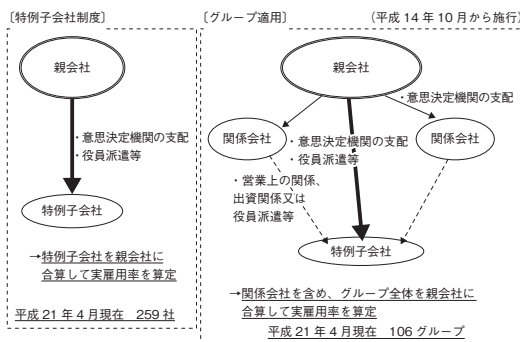 〔特例子会社制度〕
親会社
・意思決定機関の支配
・役員派遣等
特例子会社
→特例子会社を親会社に
合算して実雇用率を算定
平成 21 年 4 月現在　259 社
〔グループ適用〕
（平成 14 年 10 月から施行）
親会社
・意思決定機関の支配
関係会社
・意思決定機関の支配
・役員派遣等
関係会社
・営業上の関係、
出資関係又は
役員派遣等
特例子会社
→関係会社を含め、グループ全体を親会社に
合算して実雇用率を算定
平成 21 年 4 月現在　106 グループ